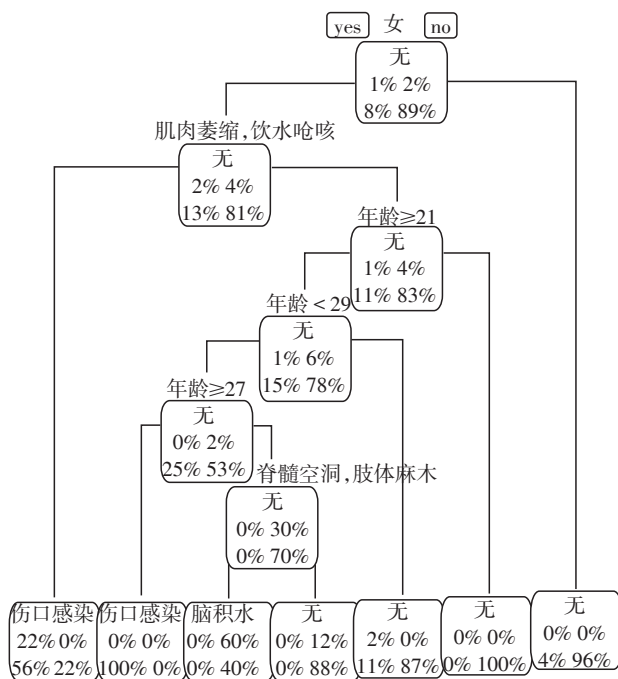 yes 女 no
无
1% 2%
8% 89%
肌肉萎缩,饮水呛咳
无
2% 4%
13% 81%
年龄≥21
无
1% 4%
11% 83%
年龄<29
无
1% 6%
15% 78%
年龄≥27
无
0% 2%
25% 53%
脊髓空洞,肢体麻木
无
0% 30%
0% 70%
伤口感染
22% 0%
56% 22%
伤口感染
0% 0%
100% 0%
脑积水
0% 60%
0% 40%
无
0% 12%
0% 88%
无
2% 0%
11% 87%
无
0% 0%
0% 100%
无
0% 0%
4% 96%